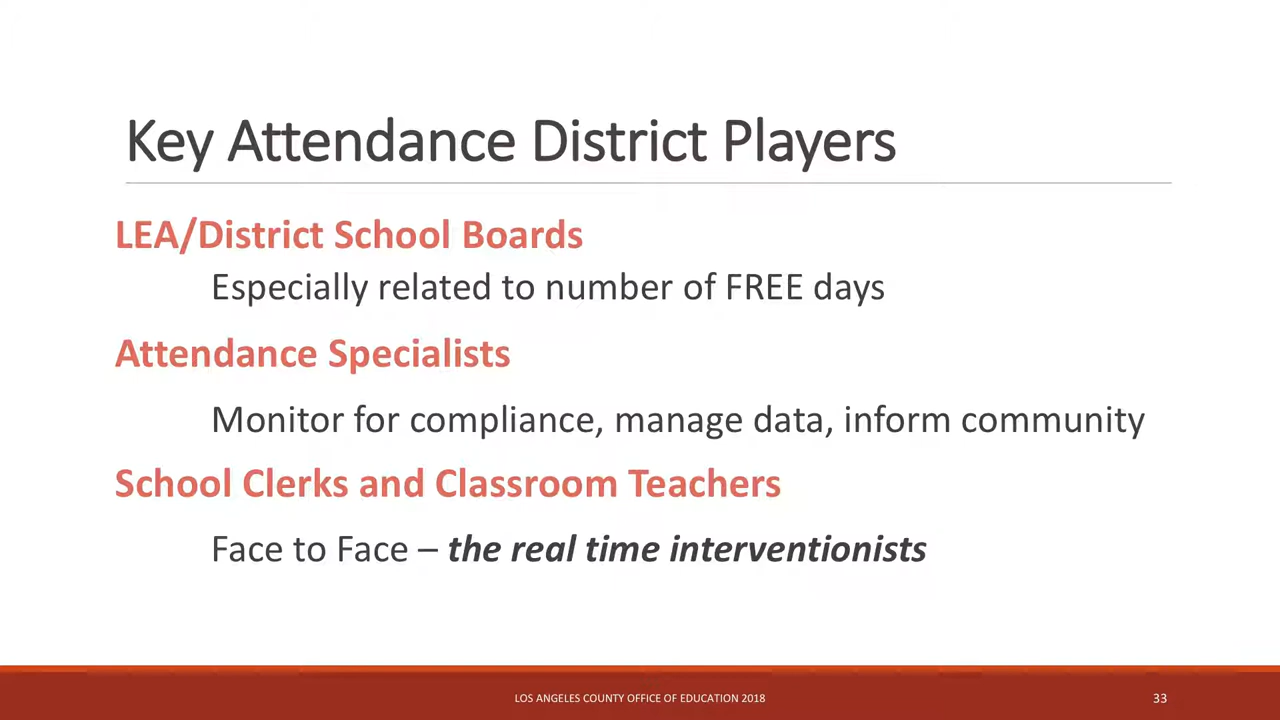 Key Attendance District Players
LEA/District School Boards
Especially related to number of FREE days
Attendance Specialists
Monitor for compliance, manage data, inform community
School Clerks and Classroom Teachers
Face to Face – the real time interventionists
LOS ANGELES COUNTY OFFICE OF EDUCATION 2018
33